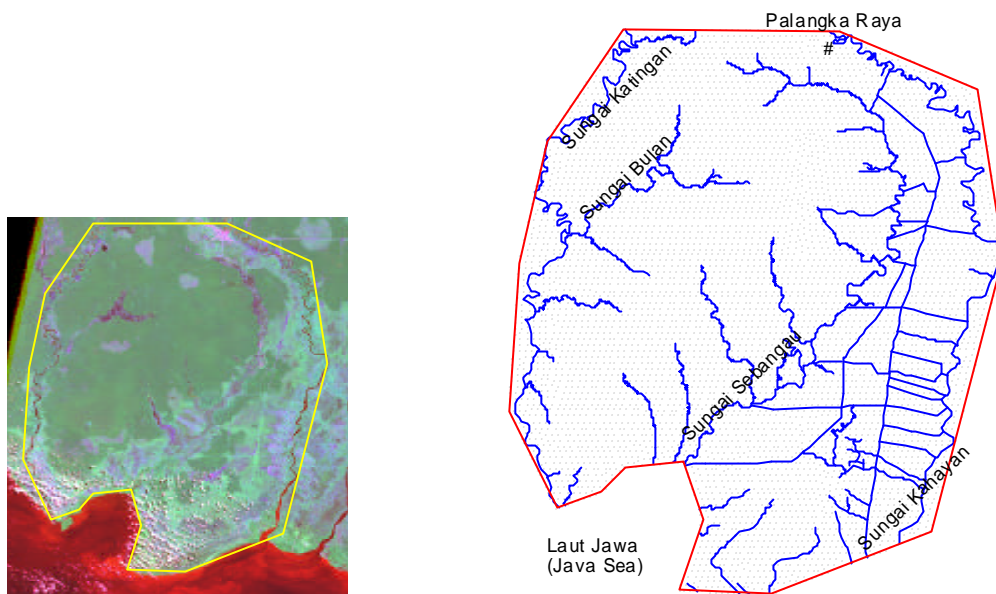 Palangka Raya
#
Sungai Katingan
Sungai Bulan
Sungai Sebangau
Sungai Kahayan
Laut Jawa
(Java Sea)